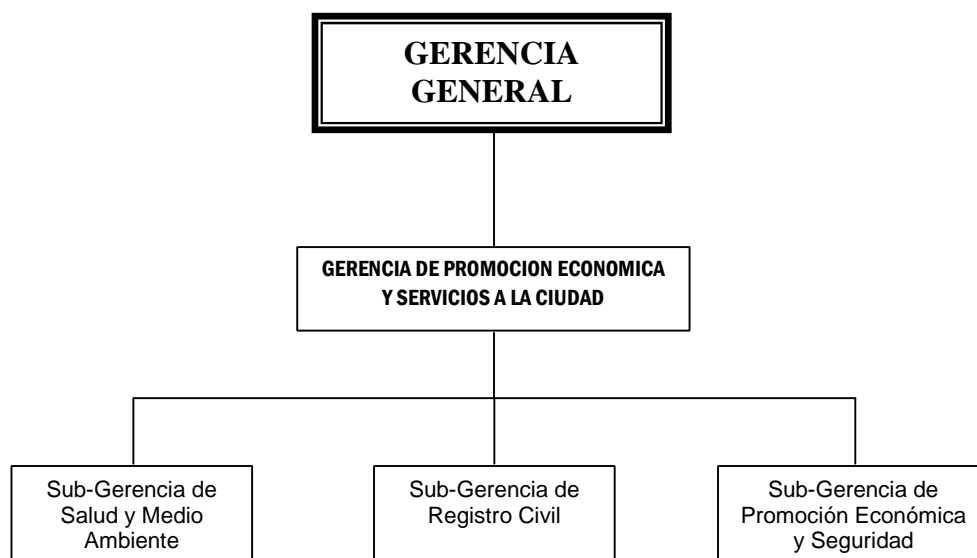 GERENCIA
GENERAL
GERENCIA DE PROMOCION ECONOMICA
Y SERVICIOS A LA CIUDAD
Sub-Gerencia de
Salud y Medio
Ambiente
Sub-Gerencia de
Registro Civil
Sub-Gerencia de
Promoción Económica
y Seguridad